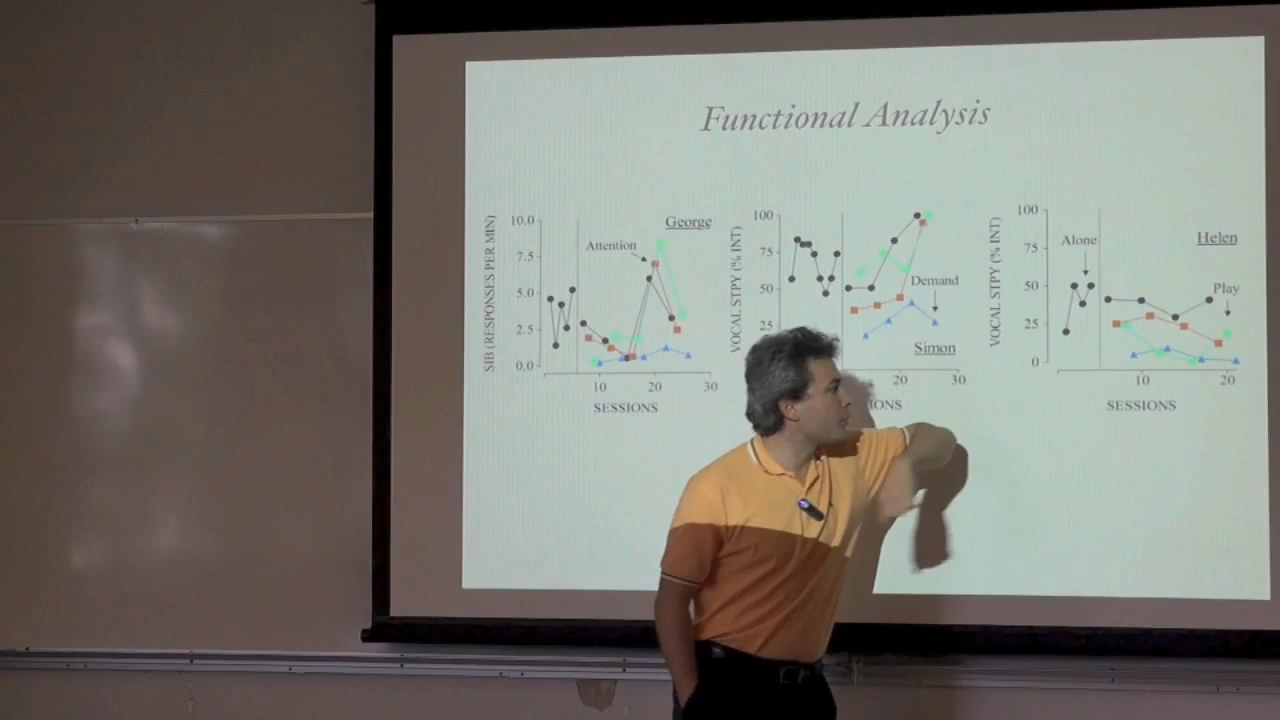 Functional Analysis
SIB (RESPONSES PER MIN)
10.0
7.5
5.0
2.5
0.0
George
Attention
10 20 30
SESSIONS
VOCAL STPY (% INT)
100
75
50
25
Demand
Simon
20 30
IONS
VOCAL STPY (% INT)
100
75
50
25
0
Alone
Helen
Play
10 20
SESSIONS